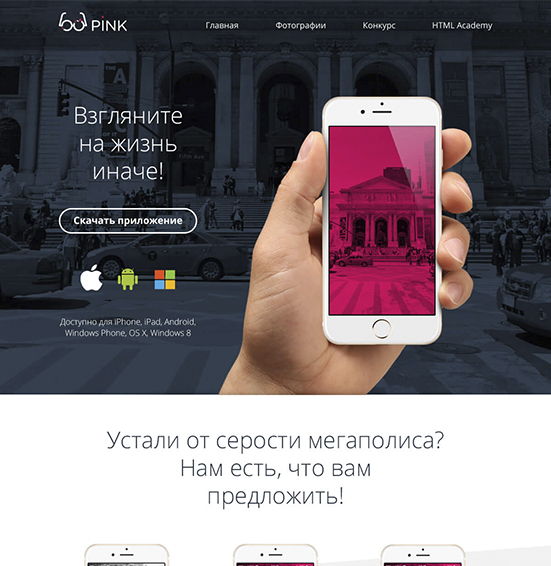 PINK
Главная Фотографии Конкурс HTML Academy
Взгляните
на жизнь
иначе!
Скачать приложение
Доступно для iPhone, iPad, Android,
Windows Phone, OS X, Windows 8
Устали от серости мегаполиса?
Нам есть, что вам
предложить!